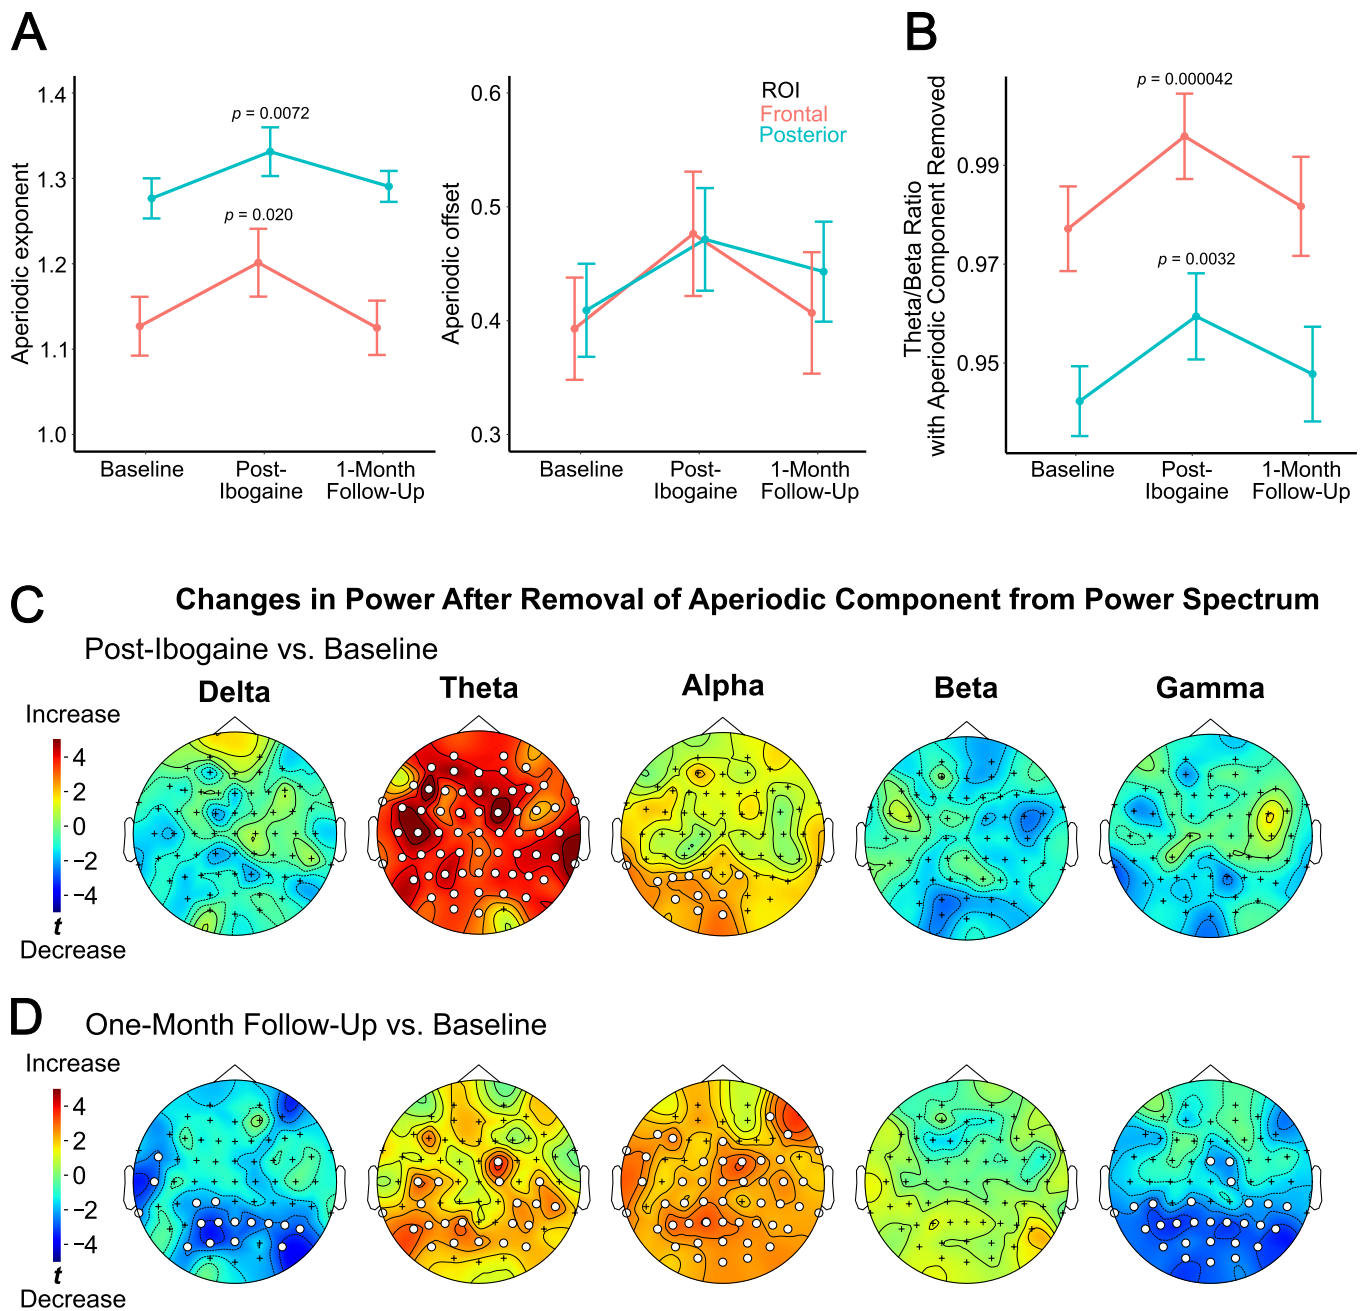 A
B
Aperiodic exponent
1.4
1.3
1.2
1.1
1.0
p = 0.0072
p = 0.020
Baseline
Post-
Ibogaine
1-Month
Follow-Up
Aperiodic offset
0.6
0.5
0.4
0.3
ROI
Frontal
Posterior
Baseline
Post-
Ibogaine
1-Month
Follow-Up
Theta/Beta Ratio
with Aperiodic Component Removed
0.99
0.97
0.95
p = 0.000042
p = 0.0032
Baseline
Post-
Ibogaine
1-Month
Follow-Up
C
Changes in Power After Removal of Aperiodic Component from Power Spectrum
Post-Ibogaine vs. Baseline
Delta
Theta
Alpha
Beta
Gamma
Increase
4
2
0
−2
−4
t
Decrease
D
One-Month Follow-Up vs. Baseline
Increase
4
2
0
−2
−4
t
Decrease